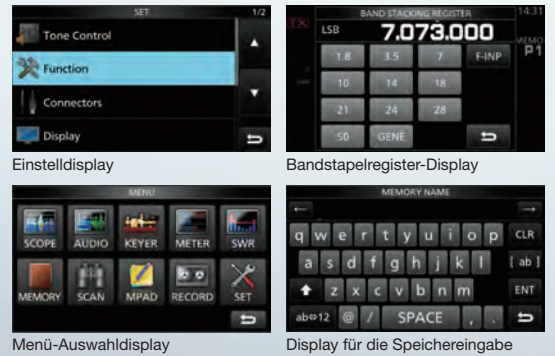 SET 1/2
Tone Control
Function
Connectors
Display
Einstelldisplay
TX BAND STACKING REGISTER 14:31
LSB 7.073.000
MEMO
P1
1.8 3.5 7 F-INP
10 14 18
21 24 28
50 GENE
Bandstapelregister-Display
MENU
SCOPE AUDIO KEYER METER SWR
MEMORY SCAN MPAD RECORD SET
Menü-Auswahldisplay
MEMORY NAME
← →
q w e r t y u i o p CLR
a s d f g h j k l [ ab ]
z x c v b n m ENT
ab⇔12 @ / SPACE , .
Display für die Speichereingabe